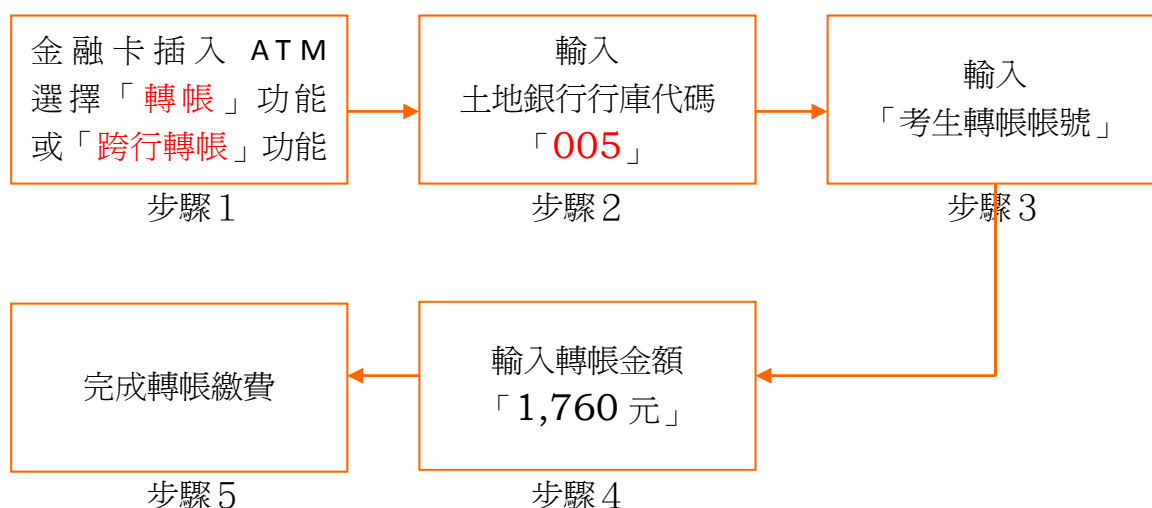 金融卡插入 ATM
選擇「轉帳」功能
或「跨行轉帳」功能
步驟１
輸入
土地銀行行庫代碼
「005」
步驟２
輸入
「考生轉帳帳號」
步驟３
輸入轉帳金額
「1,760 元」
步驟４
完成轉帳繳費
步驟５